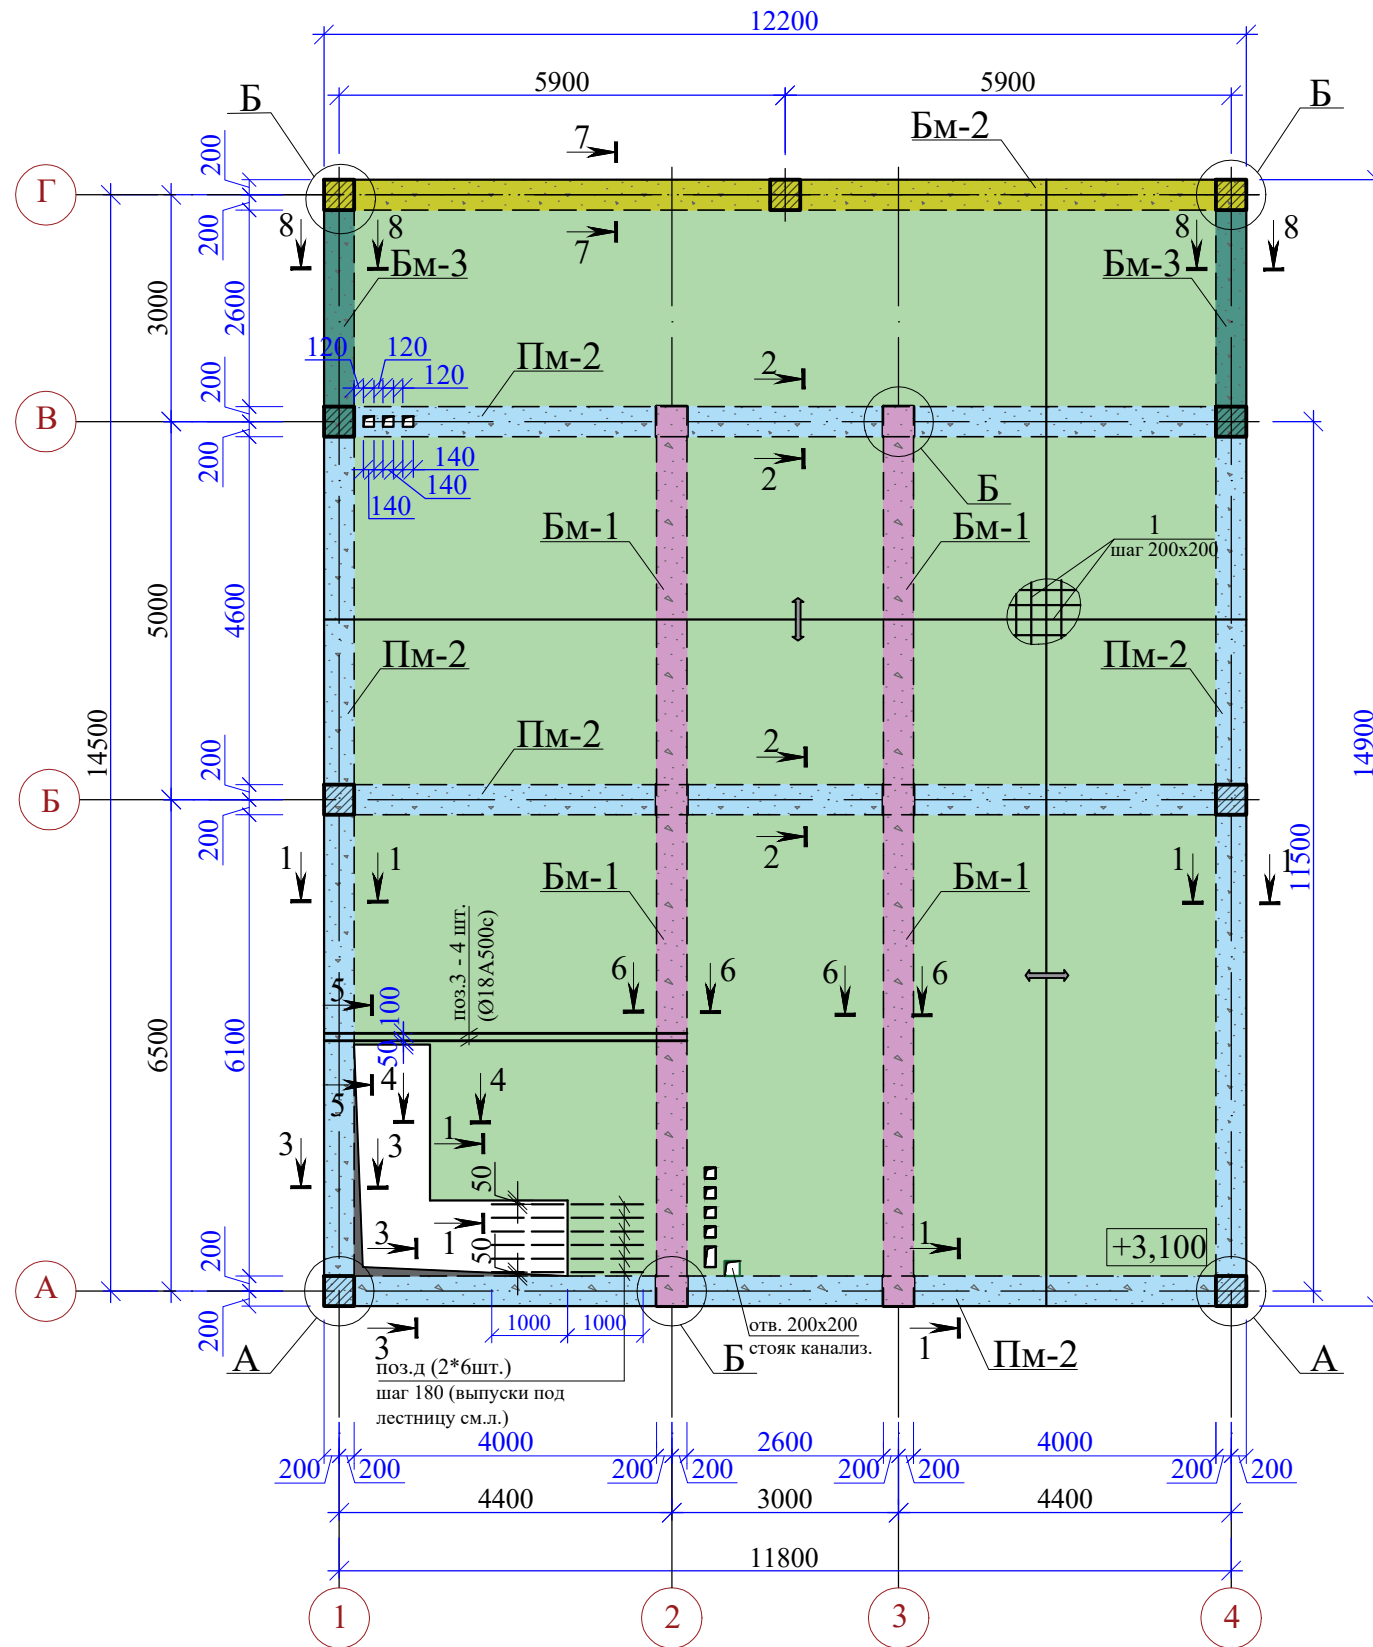 12200
5900
5900
Б
Б
7
Бм-2
200
Г
8
8
7
8
8
200
Бм-3
Бм-3
3000
2600
120
120
120
Пм-2
2
200
В
200
140
140
140
2
Б
Бм-1
Бм-1
1
шаг 200х200
5000
4600
Пм-2
Пм-2
14500
14900
200
Пм-2
2
Б
200
2
1
1
Бм-1
Бм-1
1
1
11500
поз.3 - 4 шт.
(Ø18А500с)
6
6
6
6
5
100
50
6500
6100
4
4
5
3
3
1
50
1
3
50
1
+3,100
200
А
200
1000
1000
отв. 200х200
стояк канализ.
3
1
А
поз.д (2*6шт.)
шаг 180 (выпуски под
лестницу см.л.)
Б
Пм-2
А
4000
2600
4000
200
200
200
200
200
200
200
200
4400
3000
4400
11800
1
2
3
4